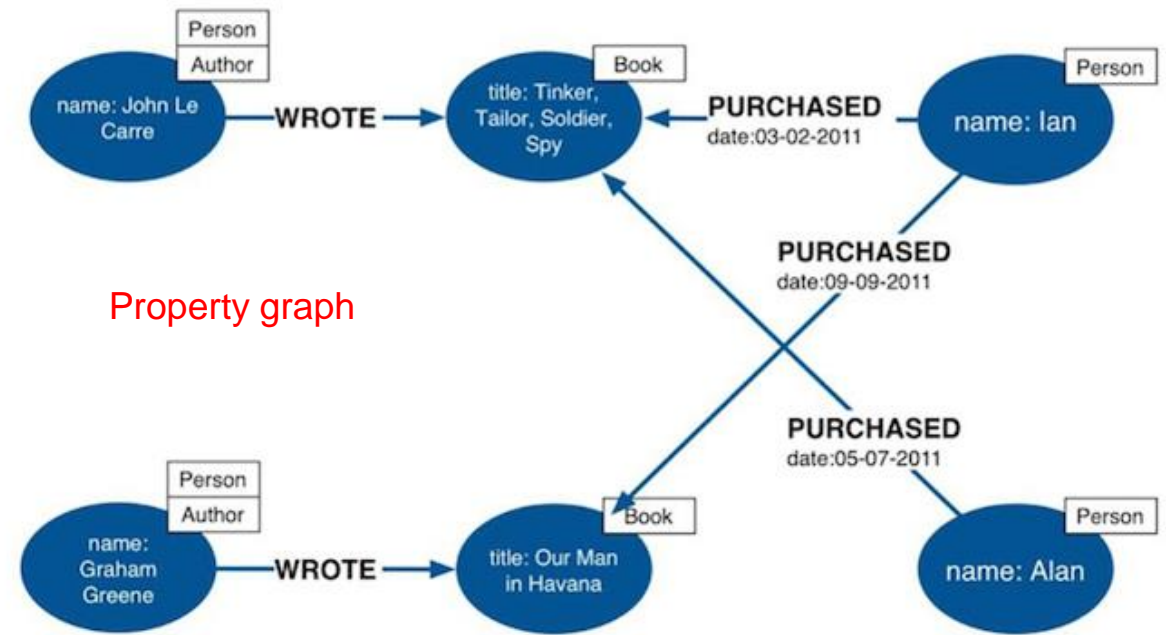 Person
Author
name: John Le
Carre
WROTE
Book
title: Tinker,
Tailor, Soldier,
Spy
PURCHASED
date:03-02-2011
Person
name: Ian
PURCHASED
date:09-09-2011
Property graph
PURCHASED
date:05-07-2011
Person
Author
name:
Graham
Greene
WROTE
Book
title: Our Man
in Havana
Person
name: Alan